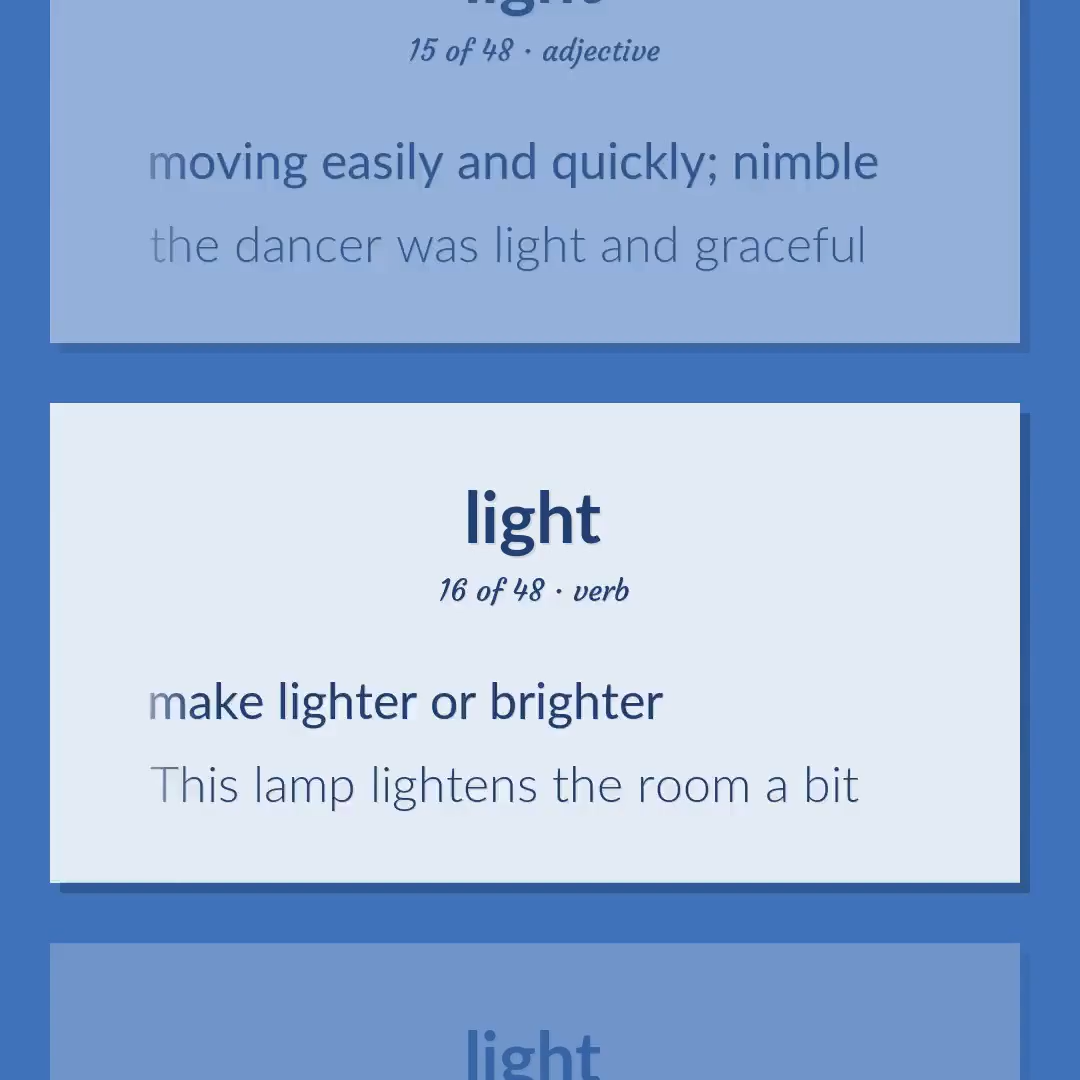 light
15 of 48 · adjective
moving easily and quickly; nimble
the dancer was light and graceful
light
16 of 48 · verb
make lighter or brighter
This lamp lightens the room a bit
light